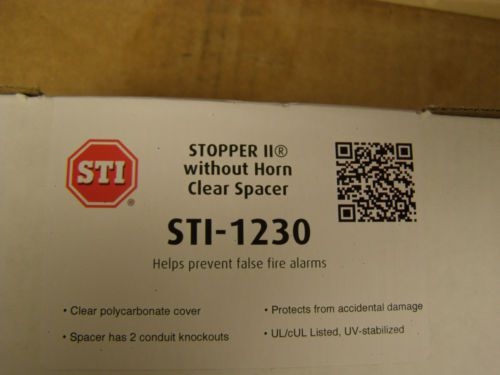 STI
®
STOPPER II®
without Horn
Clear Spacer
STI-1230
Helps prevent false fire alarms
• Clear polycarbonate cover
• Spacer has 2 conduit knockouts
• Protects from accidental damage
• UL/cUL Listed, UV-stabilized